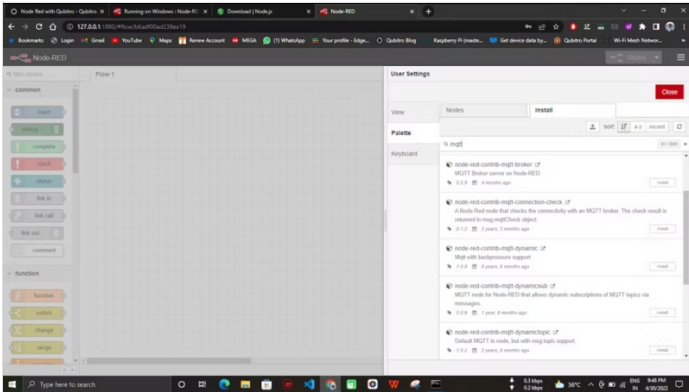 Node Red with Qubitro - Qubitro
Running on Windows : Node-R
Download | Node.js
Node-RED
127.0.0.1:1880/#flow/b8adf00ad238ea19
Bookmarks
Login
Gmail
YouTube
Maps
Renew Account
MEGA
(1) WhatsApp
Your profile - Edge...
Qubitro Blog
Raspberry Pi (maste...
Get device data by...
Qubitro Portal
Wi-Fi Mesh Networ...
Node-RED
Deploy
filter nodes
Flow 1
User Settings
Close
common
inject
debug
complete
catch
status
link in
link call
link out
comment
function
function
switch
change
range
View
Palette
Keyboard
Nodes
Install
sort:
a-z
recent
mqtt
node-red-contrib-mqtt-broker
MQTT Broker server on Node-RED
0.2.9
4 months ago
install
node-red-contrib-mqtt-connection-check
A Node Red node that checks the connectivity with an MQTT broker. The check result is
returned in msg.mqttCheck object
0.1.2
2 years, 3 months ago
install
node-red-contrib-mqtt-dynamic
Mqtt with backpressure support
install
node-red-contrib-mqtt-dynamicsub
MQTT node for Node-RED that allows dynamic subscriptions of MQTT topics via
messages.
1 year, 8 months ago
install
node-red-contrib-mqtt-dynamictopic
Default MQTT in node, but with msg.topic support
1.0.2
2 years, 6 months ago
install
Type here to search
0.3 kbps
0.2 kbps
36°C
ENG
IN
9:48 PM
4/30/2022